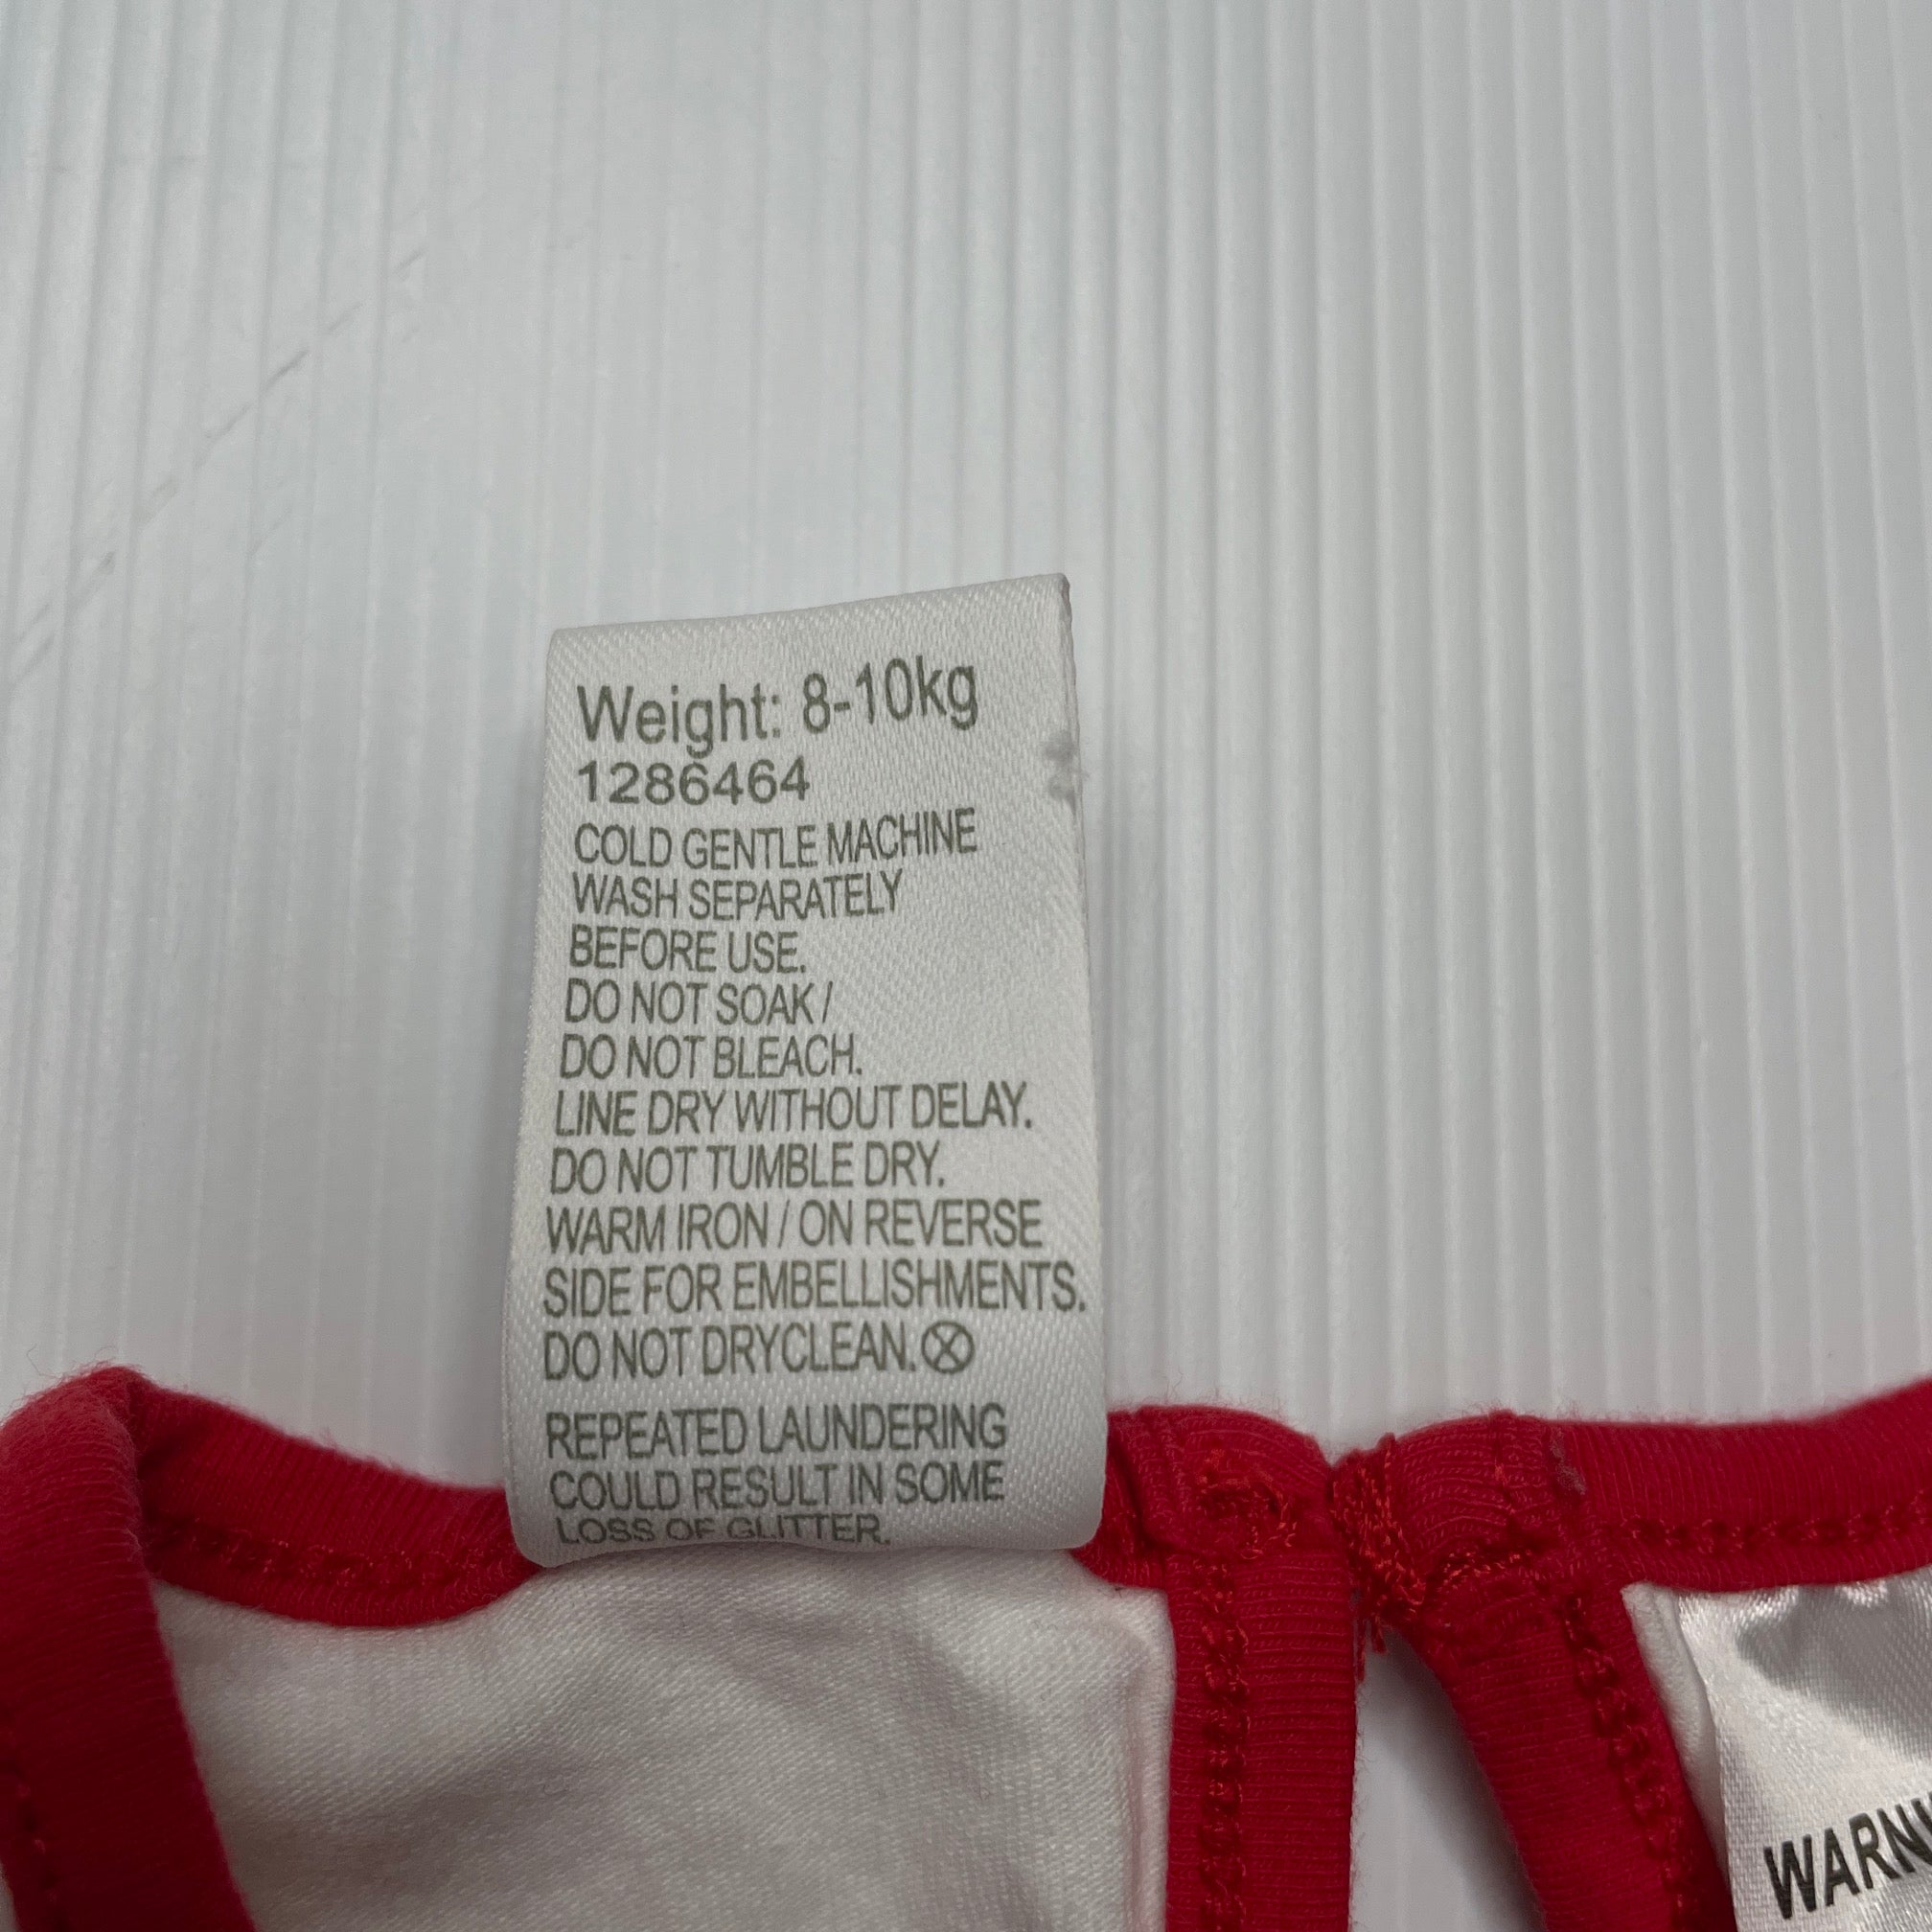 Weight: 8-10kg
1286464
COLD GENTLE MACHINE
WASH SEPARATELY
BEFORE USE.
DO NOT SOAK /
DO NOT BLEACH.
LINE DRY WITHOUT DELAY.
DO NOT TUMBLE DRY.
WARM IRON / ON REVERSE
SIDE FOR EMBELLISHMENTS.
DO NOT DRYCLEAN.
REPEATED LAUNDERING
COULD RESULT IN SOME
LOSS OF GLITTER.